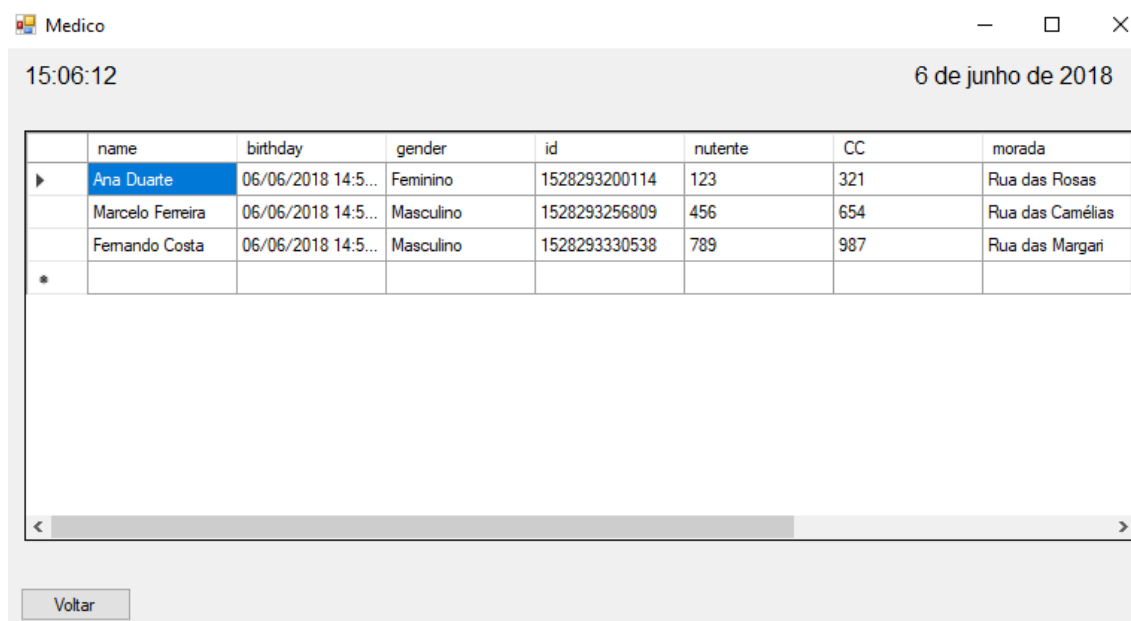 Medico
15:06:12 6 de junho de 2018
name birthday gender id nutente CC morada
Ana Duarte 06/06/2018 14:5... Feminino 1528293200114 123 321 Rua das Rosas
Marcelo Ferreira 06/06/2018 14:5... Masculino 1528293256809 456 654 Rua das Camélias
Fernando Costa 06/06/2018 14:5... Masculino 1528293330538 789 987 Rua das Margari
Voltar